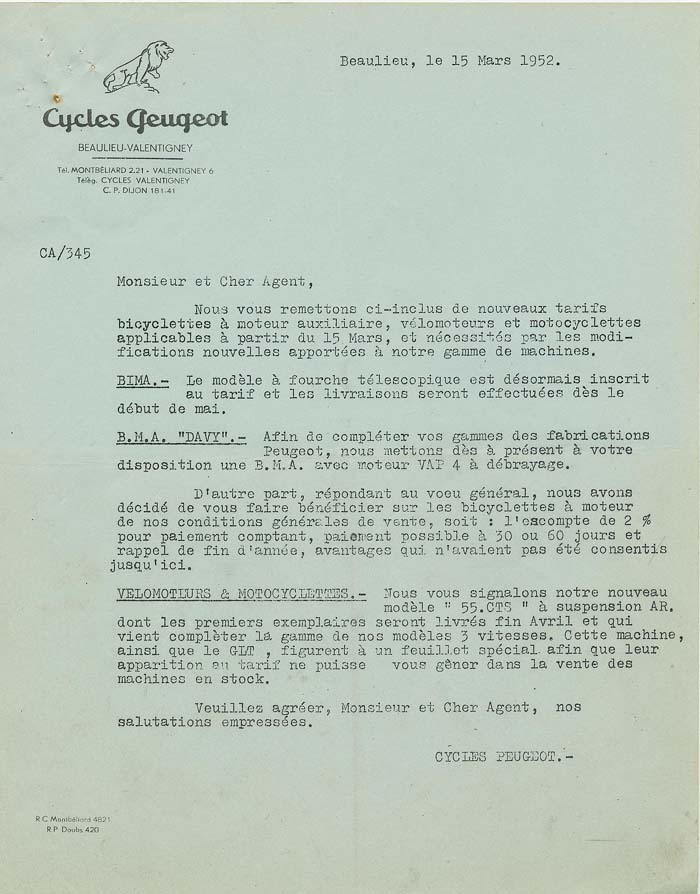 Beaulieu, le 15 Mars 1952.
Cycles Peugeot
BEAULIEU-VALENTIGNEY
Tél. MONTBÉLIARD 2.21 - VALENTIGNEY 6
Télég. CYCLES VALENTIGNEY
C. P. DIJON 181-41
CA/345
Monsieur et Cher Agent,
Nous vous remettons ci-inclus de nouveaux tarifs
bicyclettes à moteur auxiliaire, vélomoteurs et motocyclettes
applicables à partir du 15 Mars, et nécessités par les modi-
fications nouvelles apportées à notre gamme de machines.
BIMA.- Le modèle à fourche télescopique est désormais inscrit
au tarif et les livraisons seront effectuées dès le
début de mai.
B.M.A. "DAVY".- Afin de compléter vos gammes des fabrications
Peugeot, nous mettons dès à présent à votre
disposition une B.M.A. avec moteur VAP 4 à débrayage.
D'autre part, répondant au voeu général, nous avons
décidé de vous faire bénéficier sur les bicyclettes à moteur
de nos conditions générales de vente, soit : l'escompte de 2 %
pour paiement comptant, paiement possible à 30 ou 60 jours et
rappel de fin d'année, avantages qui n'avaient pas été consentis
jusqu'ici.
VELOMOTEURS & MOTOCYCLETTES.- Nous vous signalons notre nouveau
modèle " 55.CTS " à suspension AR.
dont les premiers exemplaires seront livrés fin Avril et qui
vient complèter la gamme de nos modèles 3 vitesses. Cette machine,
ainsi que le GLT , figurent à un feuillet spécial afin que leur
apparition au tarif ne puisse vous gêner dans la vente des
machines en stock.
Veuillez agréer, Monsieur et Cher Agent, nos
salutations empressées.
CYCLES PEUGEOT.-
R C Montbéliard 4821
R P Doubs 420